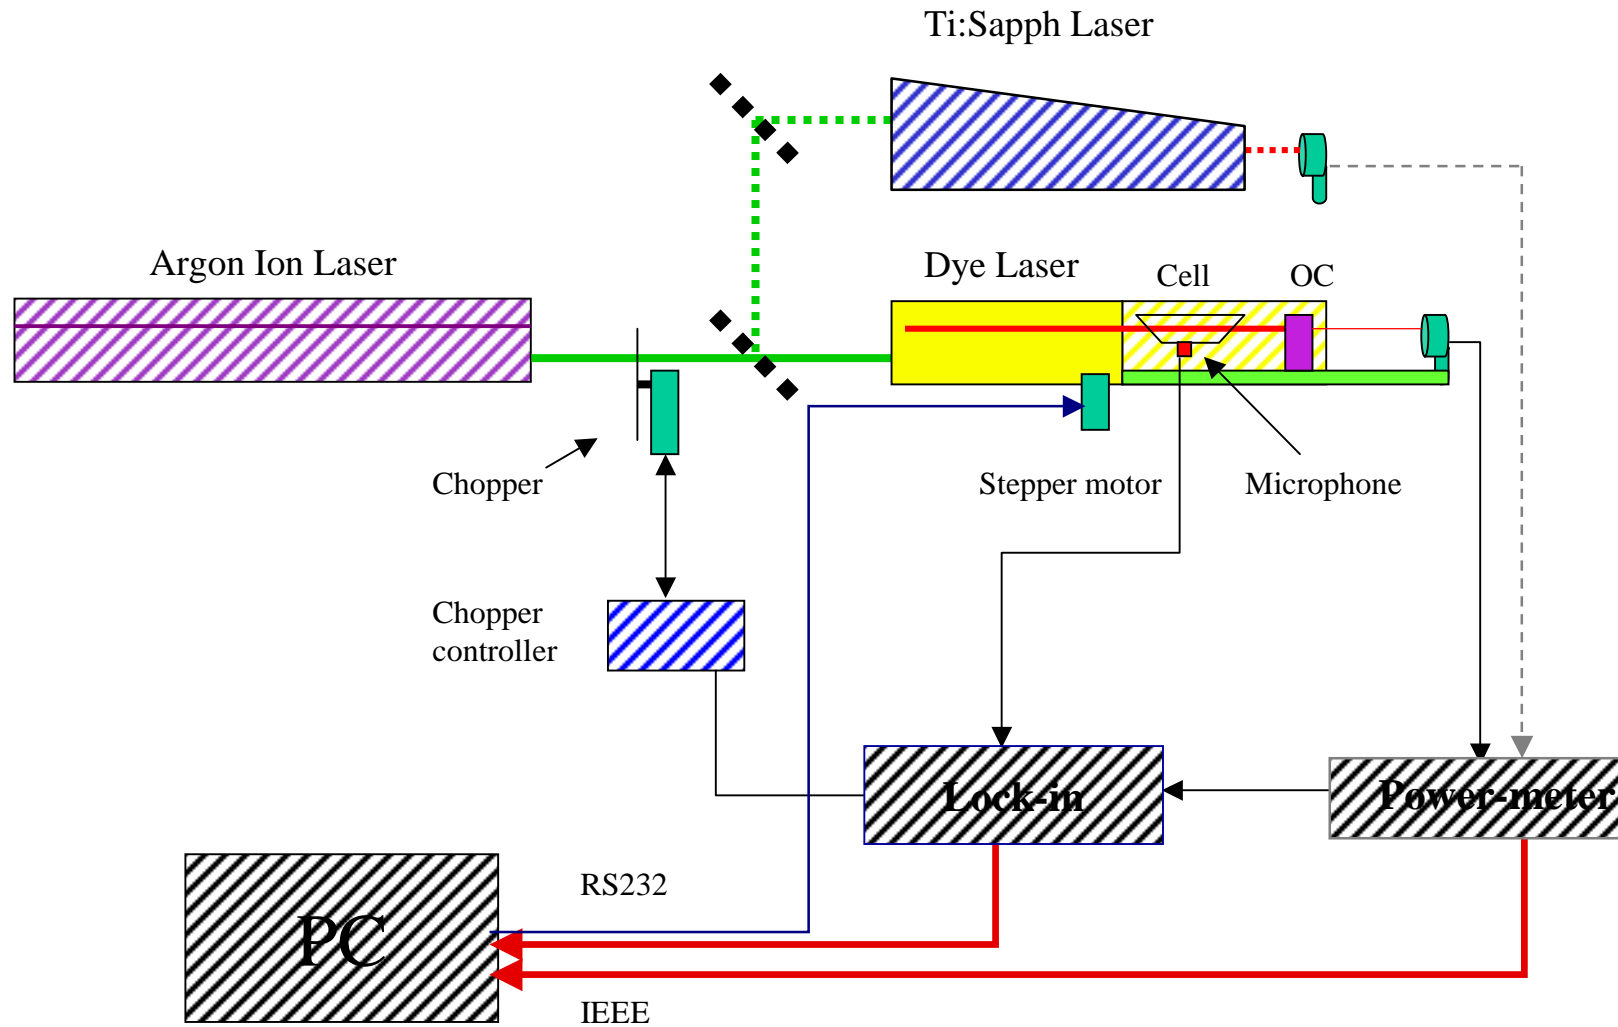 Ti:Sapph Laser
Argon Ion Laser
Dye Laser
Cell
OC
Chopper
Stepper motor
Microphone
Chopper
controller
Lock-in
Power-meter
RS232
PC
IEEE